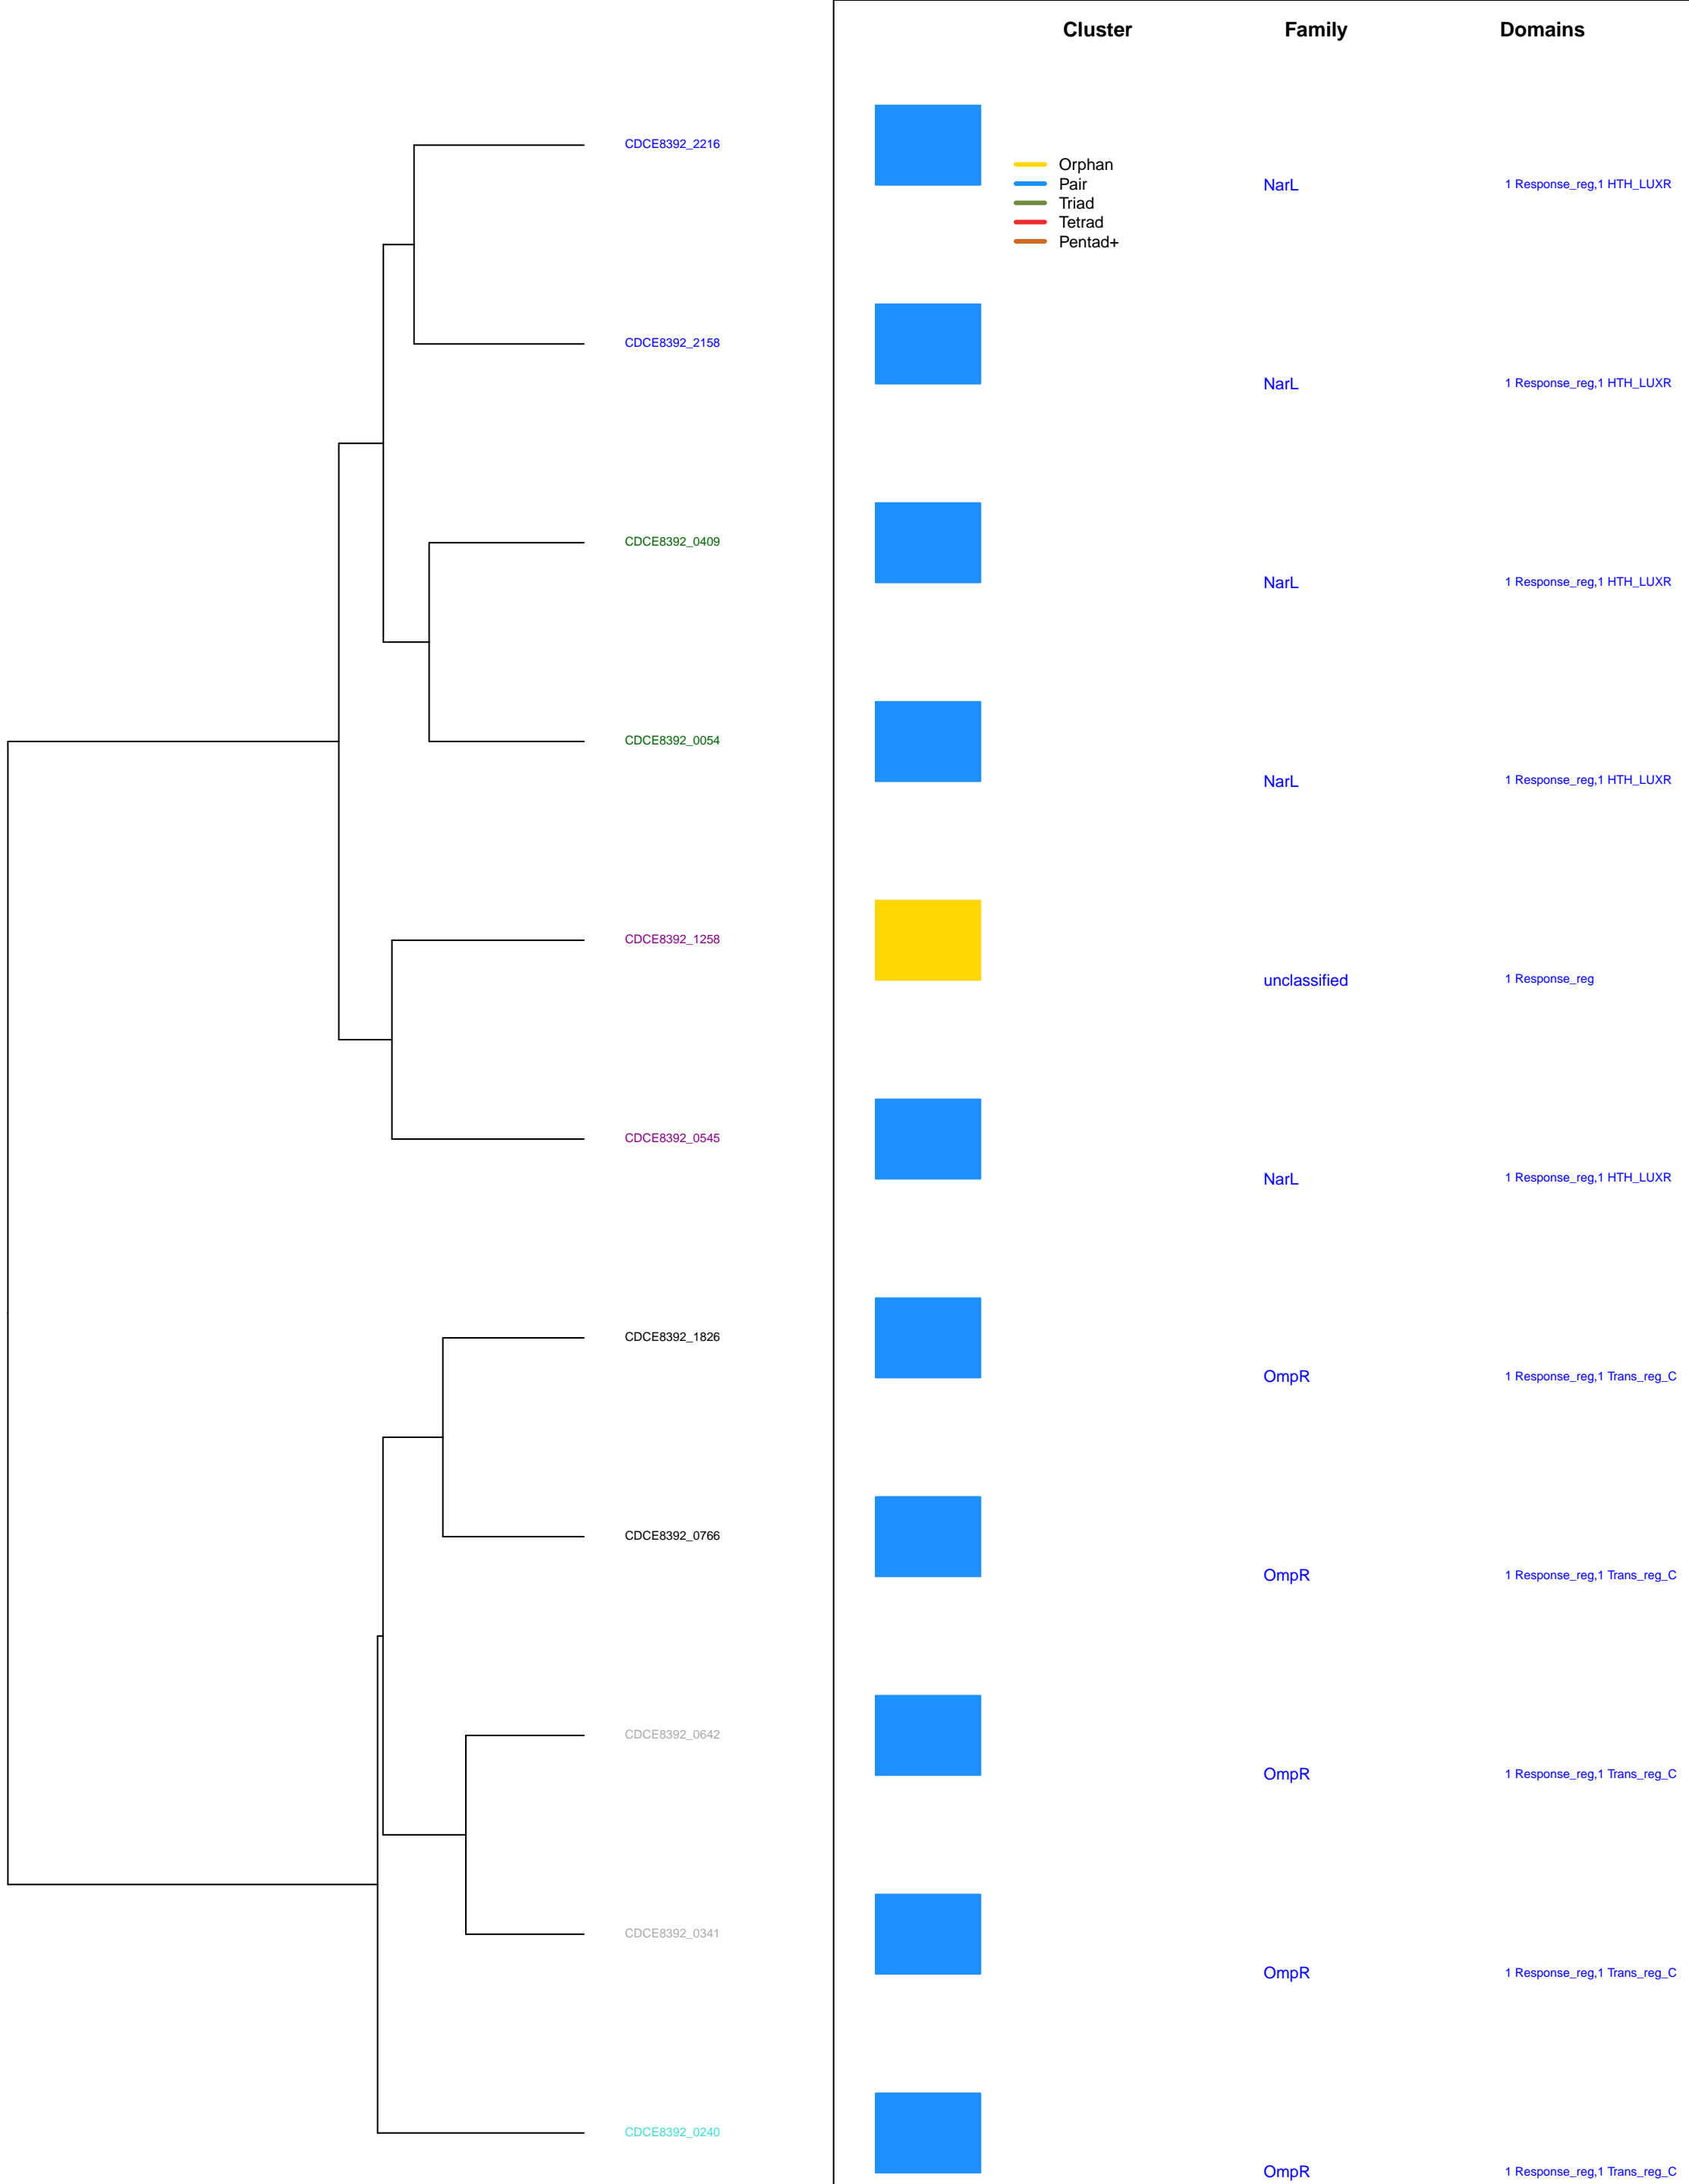 Cluster Family Domains
CDCE8392_2216
Orphan
Pair
Triad
Tetrad
Pentad+
NarL 1 Response_reg,1 HTH_LUXR
CDCE8392_2158
NarL 1 Response_reg,1 HTH_LUXR
CDCE8392_0409
NarL 1 Response_reg,1 HTH_LUXR
CDCE8392_0054
NarL 1 Response_reg,1 HTH_LUXR
CDCE8392_1258
unclassified 1 Response_reg
CDCE8392_0545
NarL 1 Response_reg,1 HTH_LUXR
CDCE8392_1826
OmpR 1 Response_reg,1 Trans_reg_C
CDCE8392_0766
OmpR 1 Response_reg,1 Trans_reg_C
CDCE8392_0642
OmpR 1 Response_reg,1 Trans_reg_C
CDCE8392_0341
OmpR 1 Response_reg,1 Trans_reg_C
CDCE8392_0240
OmpR 1 Response_reg,1 Trans_reg_C